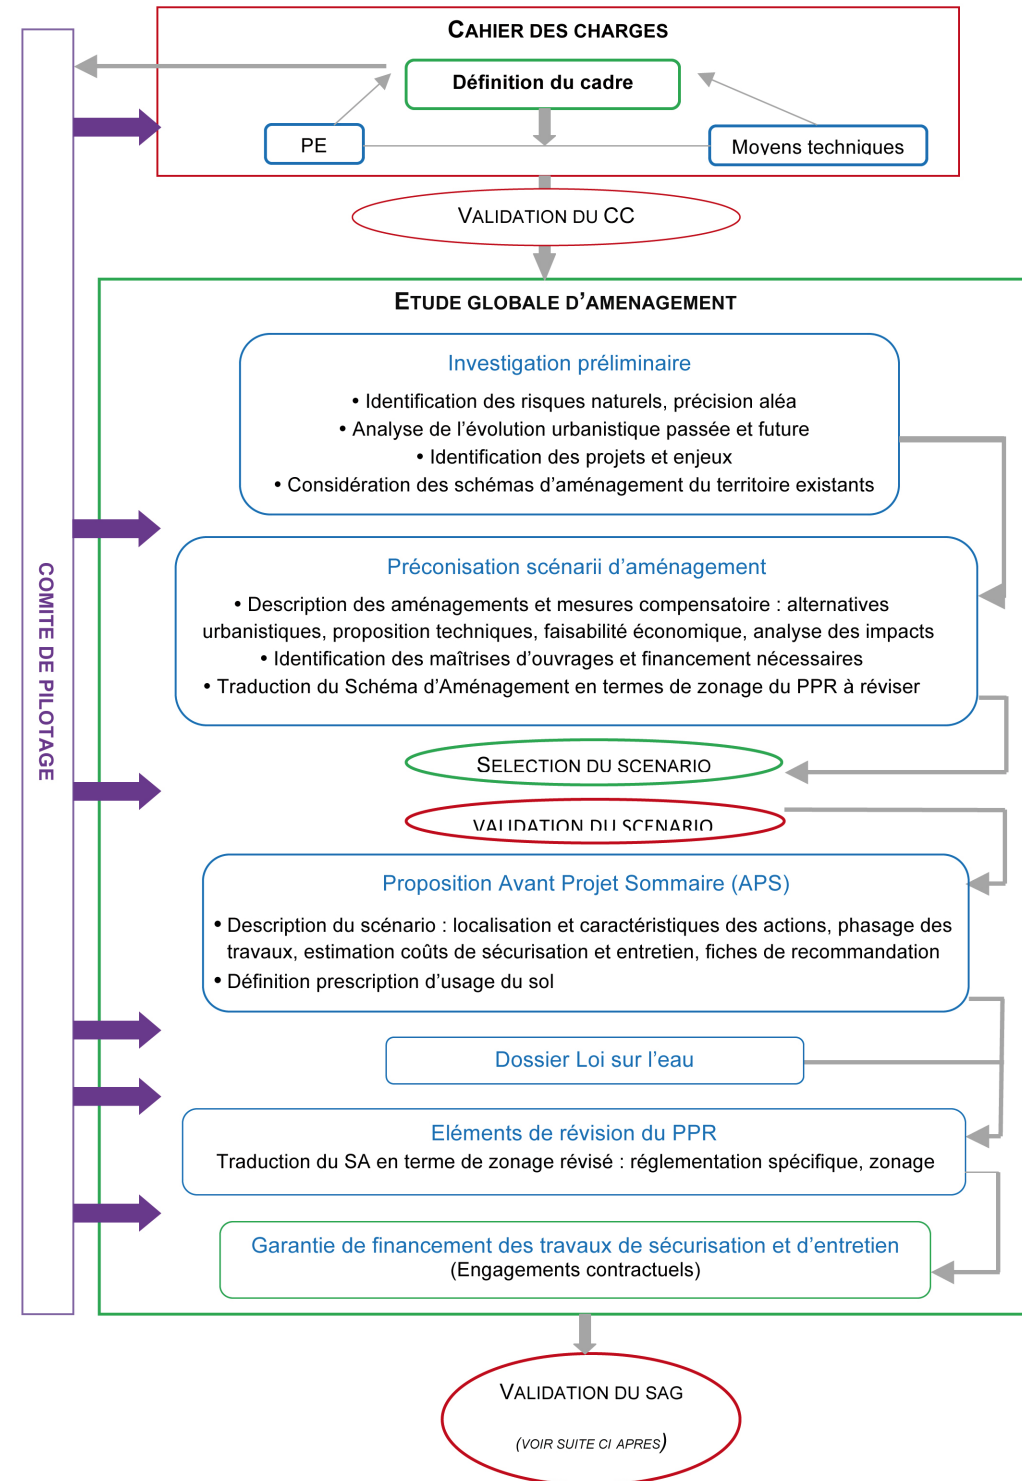 CAHIER DES CHARGES
Définition du cadre
PE
Moyens techniques
VALIDATION DU CC
ETUDE GLOBALE D’AMENAGEMENT
Investigation préliminaire
• Identification des risques naturels, précision aléa
• Analyse de l’évolution urbanistique passée et future
• Identification des projets et enjeux
• Considération des schémas d’aménagement du territoire existants
COMITE DE PILOTAGE
Préconisation scénarii d’aménagement
• Description des aménagements et mesures compensatoire : alternatives
urbanistiques, proposition techniques, faisabilité économique, analyse des impacts
• Identification des maîtrises d’ouvrages et financement nécessaires
• Traduction du Schéma d’Aménagement en termes de zonage du PPR à réviser
SELECTION DU SCENARIO
VALIDATION DU SCENARIO
Proposition Avant Projet Sommaire (APS)
• Description du scénario : localisation et caractéristiques des actions, phasage des
travaux, estimation coûts de sécurisation et entretien, fiches de recommandation
• Définition prescription d’usage du sol
Dossier Loi sur l’eau
Eléments de révision du PPR
Traduction du SA en terme de zonage révisé : réglementation spécifique, zonage
Garantie de financement des travaux de sécurisation et d’entretien
(Engagements contractuels)
VALIDATION DU SAG
(VOIR SUITE CI APRES)